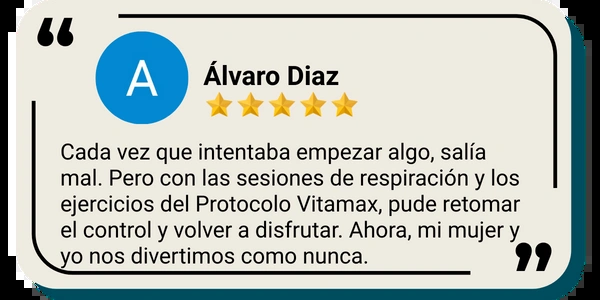 ❝
A
Álvaro Diaz
Cada vez que intentaba empezar algo, salía
mal. Pero con las sesiones de respiración y los
ejercicios del Protocolo Vitamax, pude retomar
el control y volver a disfrutar. Ahora, mi mujer y
yo nos divertimos como nunca.
❞